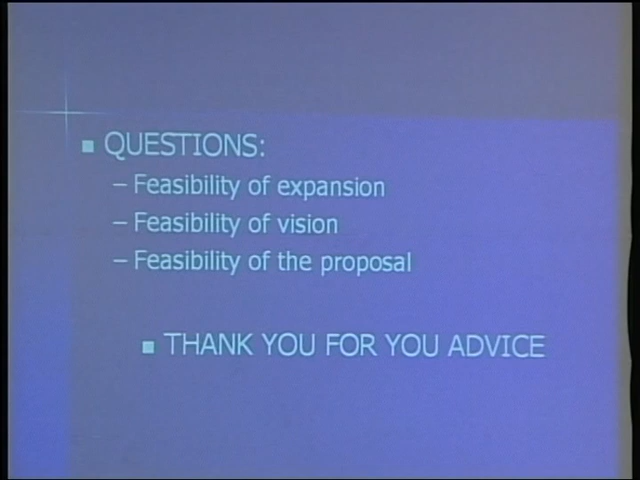 ■ QUESTIONS:
– Feasibility of expansion
– Feasibility of vision
– Feasibility of the proposal
■ THANK YOU FOR YOU ADVICE